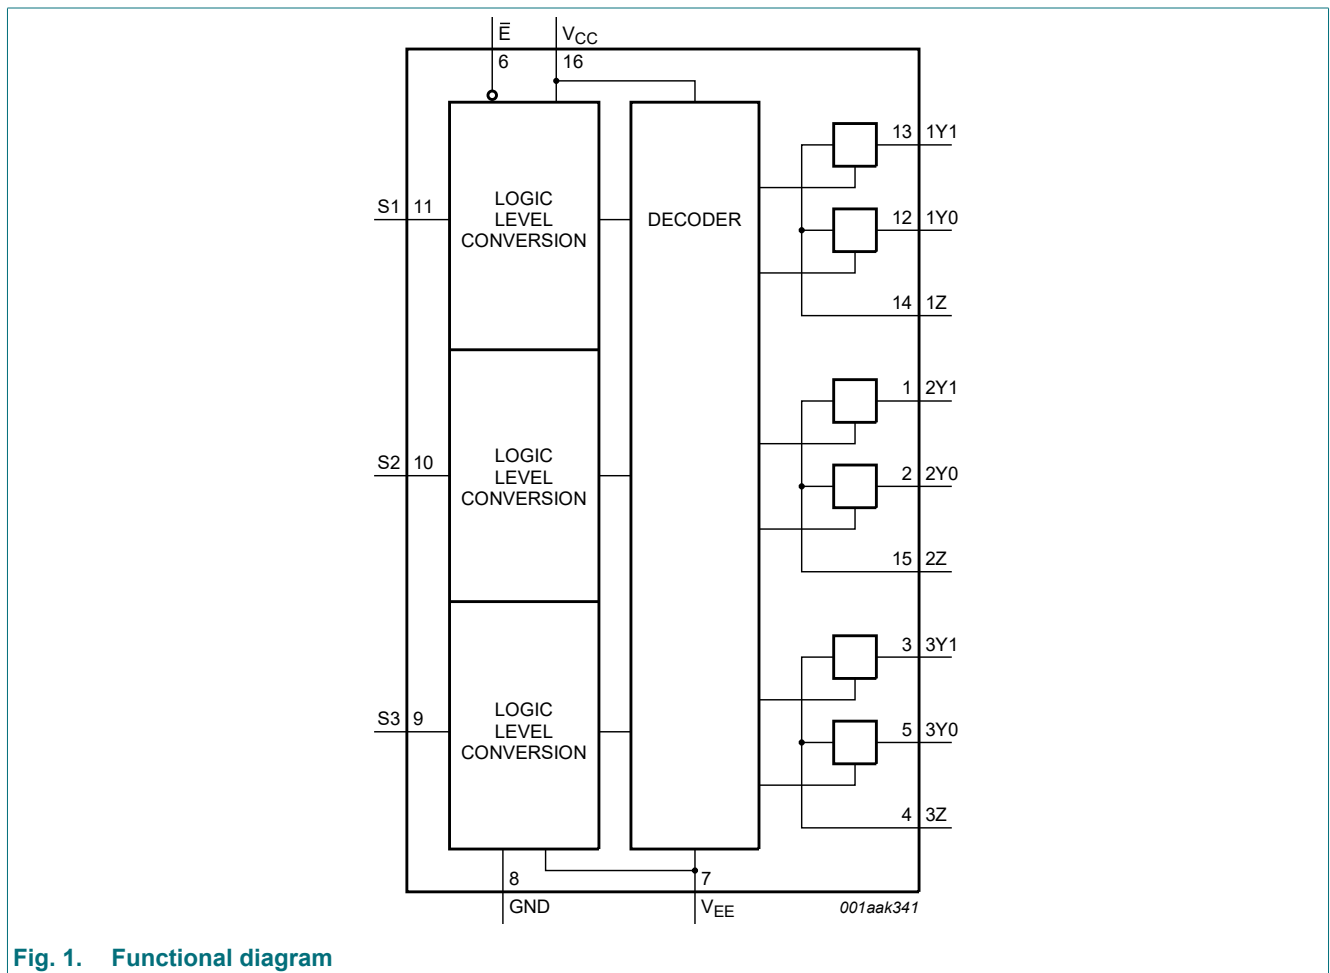 E̅ VCC
6 16
13 1Y1
S1 11
LOGIC
LEVEL
CONVERSION
DECODER
12 1Y0
14 1Z
1 2Y1
S2 10
LOGIC
LEVEL
CONVERSION
2 2Y0
15 2Z
3 3Y1
S3 9
LOGIC
LEVEL
CONVERSION
5 3Y0
4 3Z
8 7
GND VEE 001aak341
Fig. 1. Functional diagram